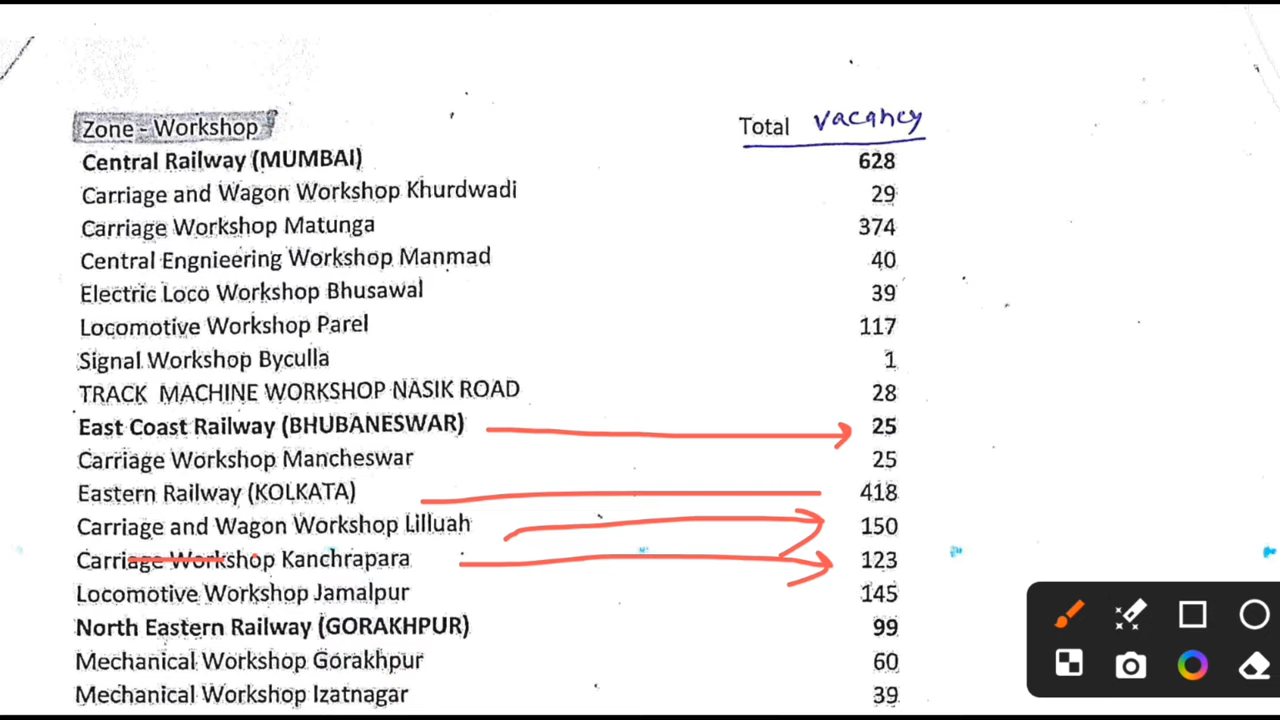 Zone - Workshop Total vacancy
Central Railway (MUMBAI) 628
Carriage and Wagon Workshop Khurdwadi 29
Carriage Workshop Matunga 374
Central Engnieering Workshop Manmad 40
Electric Loco Workshop Bhusawal 39
Locomotive Workshop Parel 117
Signal Workshop Byculla 1
TRACK MACHINE WORKSHOP NASIK ROAD 28
East Coast Railway (BHUBANESWAR) 25
Carriage Workshop Mancheswar 25
Eastern Railway (KOLKATA) 418
Carriage and Wagon Workshop Lilluah 150
Carriage Workshop Kanchrapara 123
Locomotive Workshop Jamalpur 145
North Eastern Railway (GORAKHPUR) 99
Mechanical Workshop Gorakhpur 60
Mechanical Workshop Izatnagar 39